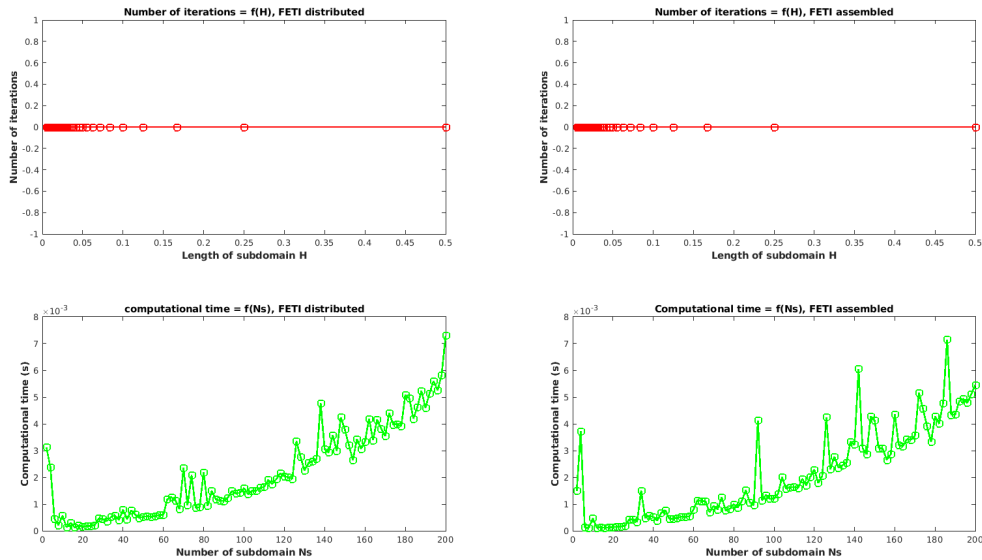 Number of iterations = f(H), FETI distributed
1
0.8
0.6
0.4
0.2
0
-0.2
-0.4
-0.6
-0.8
-1
Number of iterations
0 0.05 0.1 0.15 0.2 0.25 0.3 0.35 0.4 0.45 0.5
Length of subdomain H
Number of iterations = f(H), FETI assembled
1
0.8
0.6
0.4
0.2
0
-0.2
-0.4
-0.6
-0.8
-1
Number of iterations
0 0.05 0.1 0.15 0.2 0.25 0.3 0.35 0.4 0.45 0.5
Length of subdomain H
computational time = f(Ns), FETI distributed
×10-3
8
7
6
5
4
3
2
1
0
Computational time (s)
0 20 40 60 80 100 120 140 160 180 200
Number of subdomain Ns
Computational time = f(Ns), FETI assembled
×10-3
8
7
6
5
4
3
2
1
0
Computational time (s)
0 20 40 60 80 100 120 140 160 180 200
Number of subdomain Ns